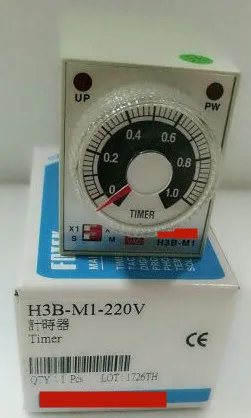 UP
PW
0.4 0.6
0.2 0.8
0 1.0
TIMER
X1
S M
H3B-M1
H3B-M1-220V
計時器
Timer
CE
Q'TY : 1 Pcs LOT: 1726TH